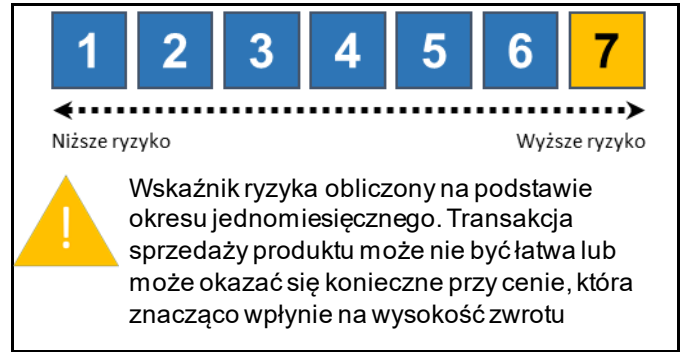 1 2 3 4 5 6 7
Niższe ryzyko Wyższe ryzyko
!
Wskaźnik ryzyka obliczony na podstawie
okresu jednomiesięcznego. Transakcja
sprzedaży produktu może nie być łatwa lub
może okazać się konieczne przy cenie, która
znacząco wpłynie na wysokość zwrotu